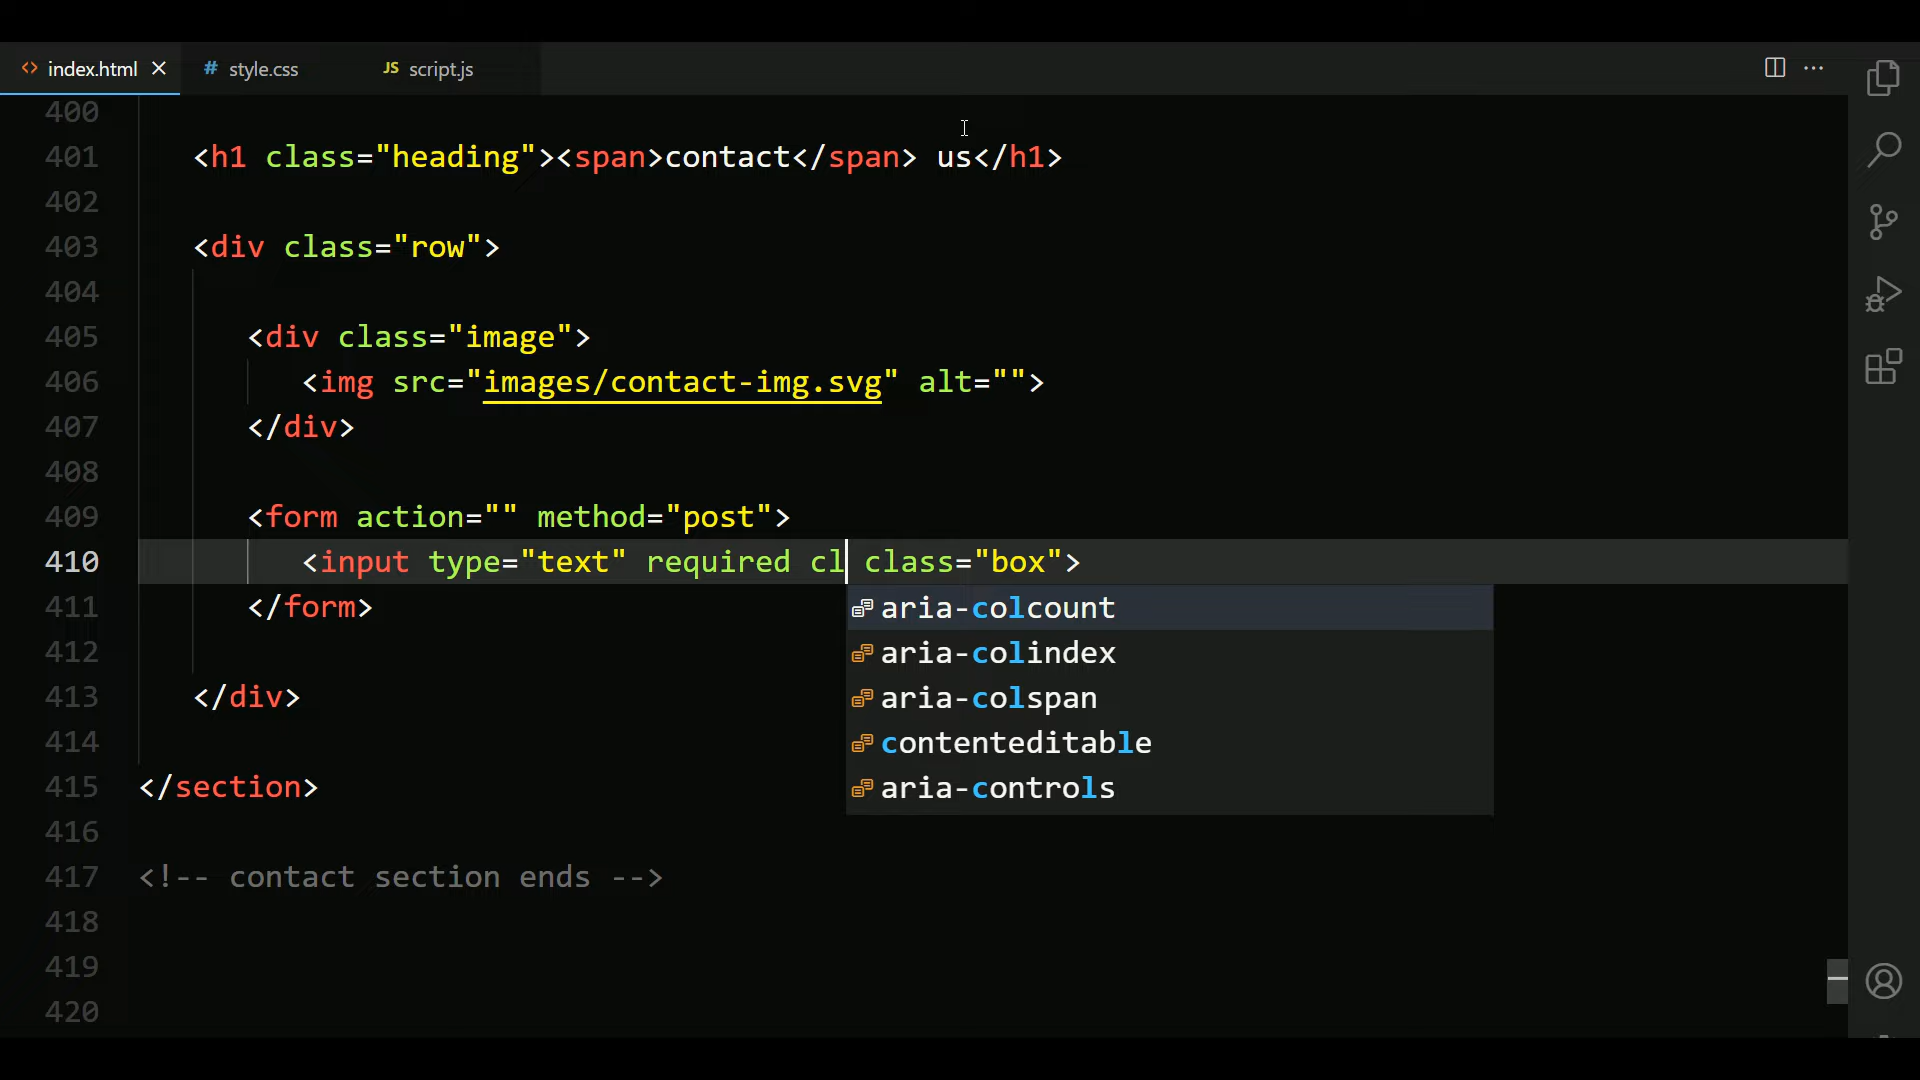 index.html
# style.css
JS script.js
400
401 <h1 class="heading"><span>contact</span> us</h1>
402
403 <div class="row">
404
405 <div class="image">
406 <img src="images/contact-img.svg" alt="">
407 </div>
408
409 <form action="" method="post">
410 <input type="text" required cl class="box">
411 </form>
aria-colcount
412
aria-colindex
413 </div>
aria-colspan
414
contenteditable
415 </section>
aria-controls
416
417 <!-- contact section ends -->
418
419
420